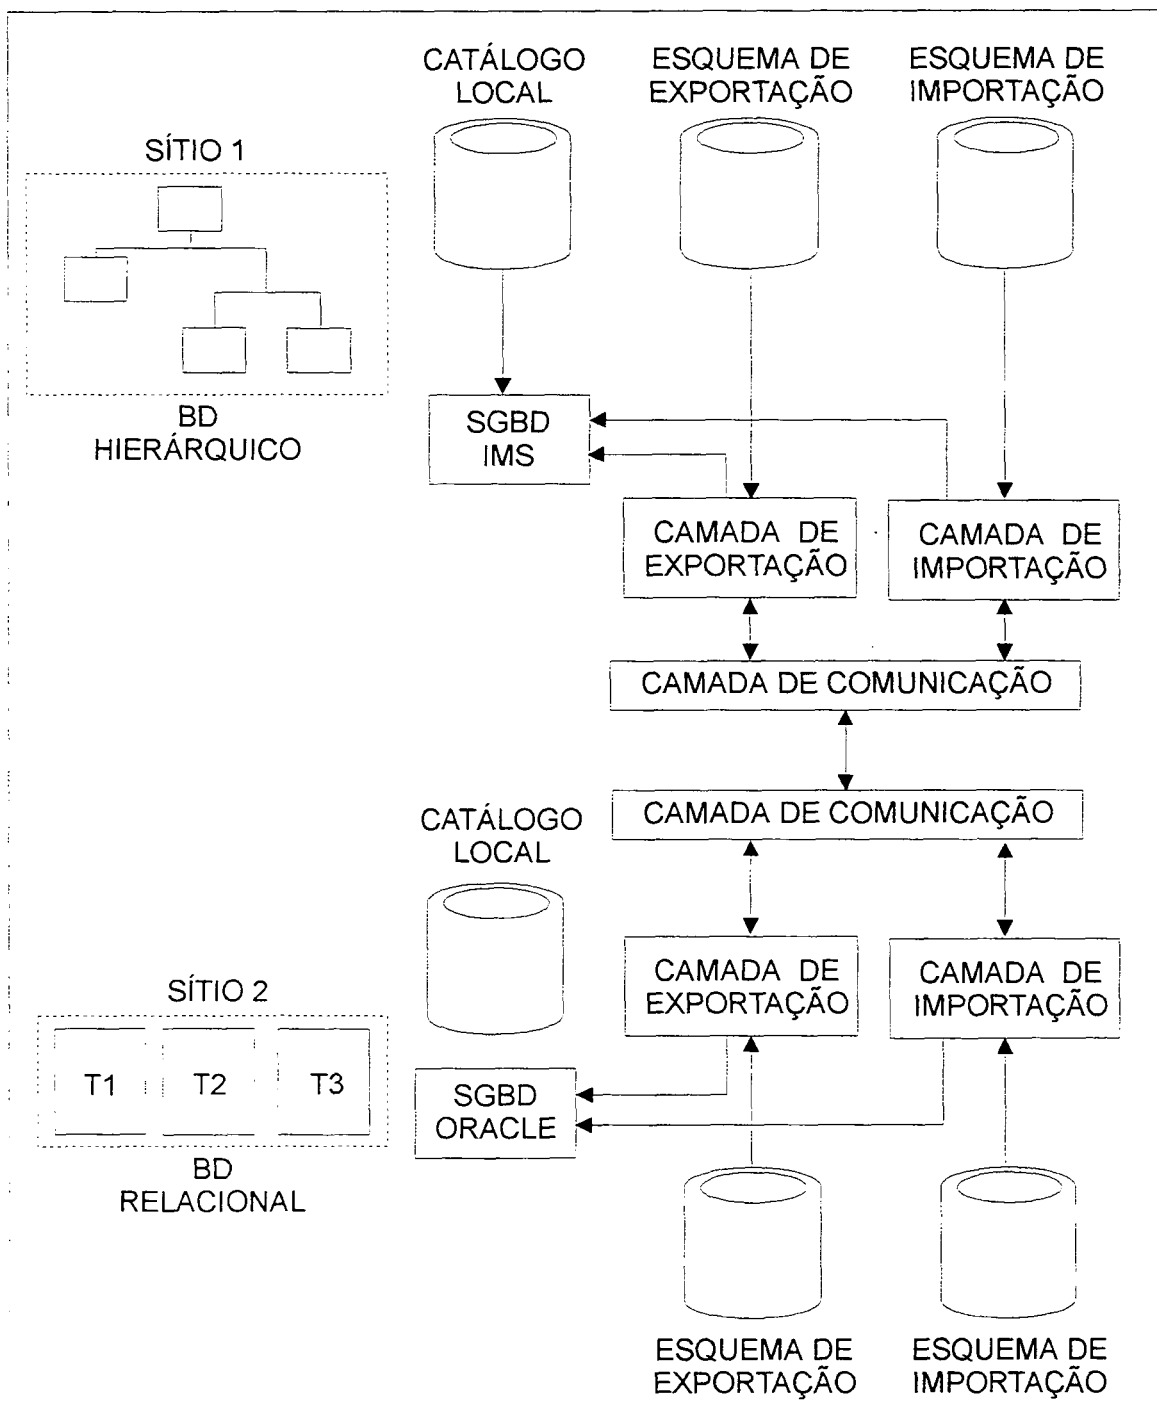 CATÁLOGO
LOCAL
ESQUEMA DE
EXPORTAÇÃO
ESQUEMA DE
IMPORTAÇÃO
SÍTIO 1
BD
HIERÁRQUICO
SGBD
IMS
CAMADA DE
EXPORTAÇÃO
CAMADA DE
IMPORTAÇÃO
CAMADA DE COMUNICAÇÃO
CAMADA DE COMUNICAÇÃO
CATÁLOGO
LOCAL
CAMADA DE
EXPORTAÇÃO
CAMADA DE
IMPORTAÇÃO
SÍTIO 2
T1
T2
T3
SGBD
ORACLE
BD
RELACIONAL
ESQUEMA DE
EXPORTAÇÃO
ESQUEMA DE
IMPORTAÇÃO